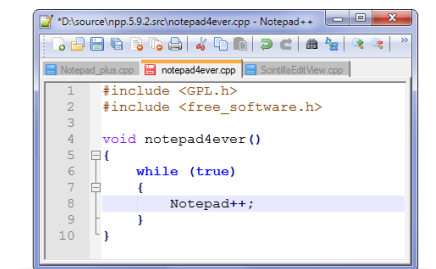 *D:\source\npp.5.9.2.src\notepad4ever.cpp - Notepad++
Notepad_plus.cpp notepad4ever.cpp ScintillaEditView.cpp
1 #include <GPL.h>
2 #include <free_software.h>
3
4 void notepad4ever()
5 {
6 while (true)
7 {
8 Notepad++;
9 }
10 }